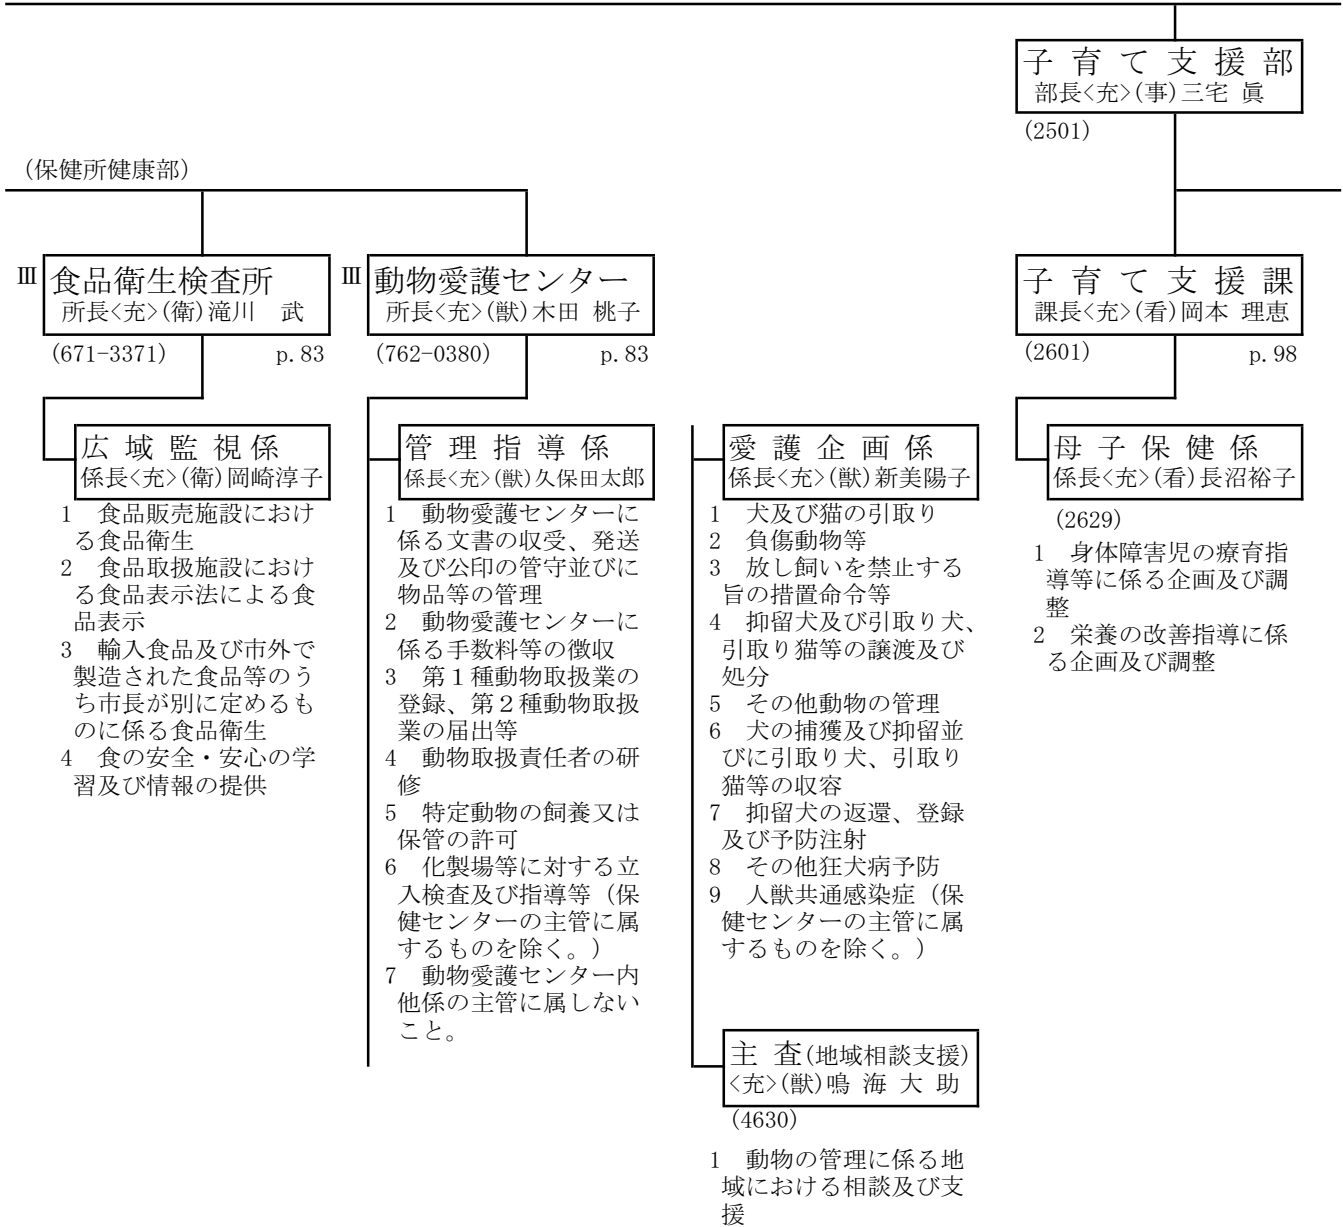 子育て支援部
部長<充>(事)三宅 眞
(2501)
(保健所健康部)
Ⅲ 食品衛生検査所
所長<充>(衛)滝川　武
(671-3371) p.83
広域監視係
係長<充>(衛)岡崎淳子
1　食品販売施設におけ
る食品衛生
2　食品取扱施設におけ
る食品表示法による食
品表示
3　輸入食品及び市外で
製造された食品等のう
ち市長が別に定めるも
のに係る食品衛生
4　食の安全・安心の学
習及び情報の提供
Ⅲ 動物愛護センター
所長<充>(獣)木田 桃子
(762-0380) p.83
管理指導係
係長<充>(獣)久保田太郎
1　動物愛護センターに
係る文書の収受、発送
及び公印の管守並びに
物品等の管理
2　動物愛護センターに
係る手数料等の徴収
3　第１種動物取扱業の
登録、第２種動物取扱
業の届出等
4　動物取扱責任者の研
修
5　特定動物の飼養又は
保管の許可
6　化製場等に対する立
入検査及び指導等（保
健センターの主管に属
するものを除く。）
7　動物愛護センター内
他係の主管に属しない
こと。
愛護企画係
係長<充>(獣)新美陽子
1　犬及び猫の引取り
2　負傷動物等
3　放し飼いを禁止する
旨の措置命令等
4　抑留犬及び引取り犬、
引取り猫等の譲渡及び
処分
5　その他動物の管理
6　犬の捕獲及び抑留並
びに引取り犬、引取り
猫等の収容
7　抑留犬の返還、登録
及び予防注射
8　その他狂犬病予防
9　人獣共通感染症（保
健センターの主管に属
するものを除く。）
主 査(地域相談支援)
<充>(獣)鳴 海 大 助
(4630)
1　動物の管理に係る地
域における相談及び支
援
子育て支援課
課長<充>(看)岡本 理恵
(2601) p.98
母子保健係
係長<充>(看)長沼裕子
(2629)
1　身体障害児の療育指
導等に係る企画及び調
整
2　栄養の改善指導に係
る企画及び調整